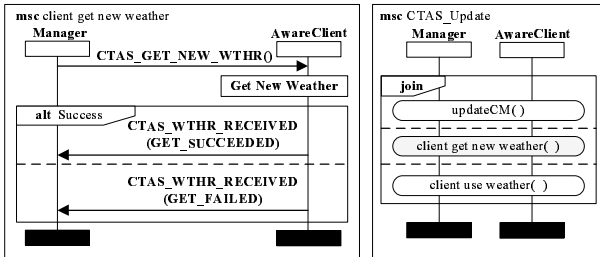 msc client get new weather
Manager
AwareClient
CTAS_GET_NEW_WTHR()
Get New Weather
alt Success
CTAS_WTHR_RECEIVED
(GET_SUCCEEDED)
CTAS_WTHR_RECEIVED
(GET_FAILED)
msc CTAS_Update
Manager
AwareClient
join
updateCM( )
client get new weather( )
client use weather( )